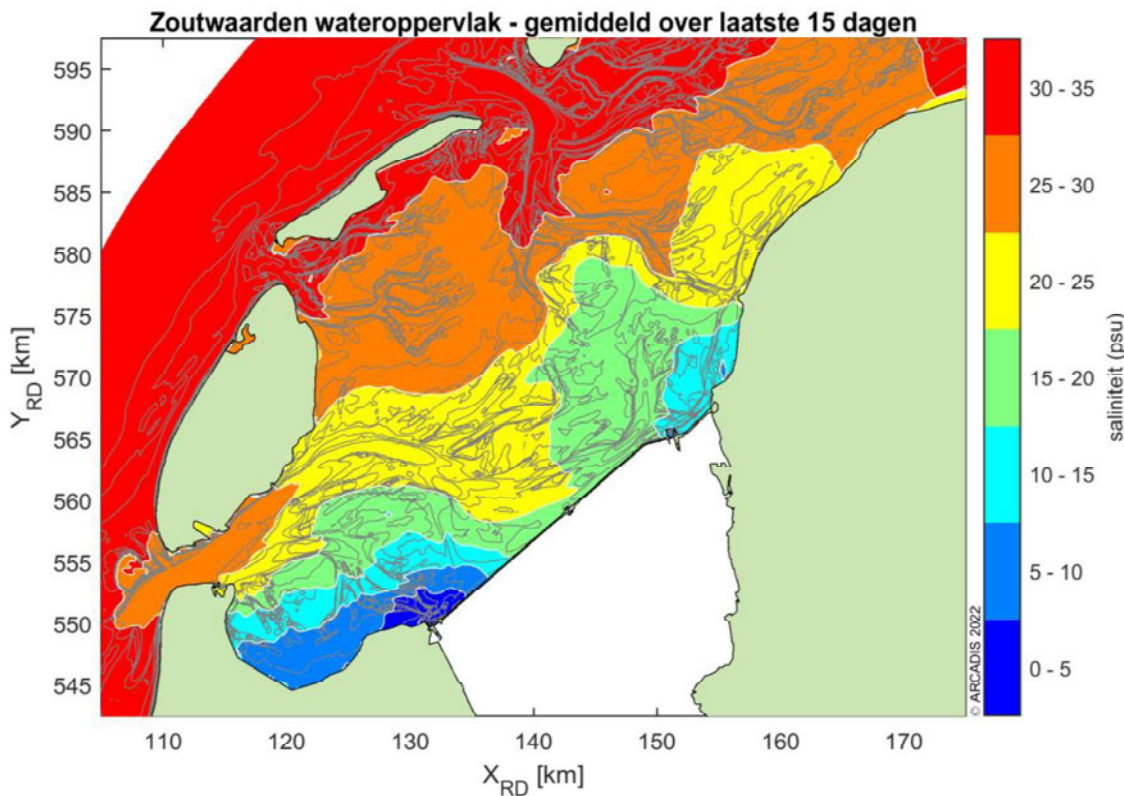 Zoutwaarden wateroppervlak - gemiddeld over laatste 15 dagen
595
590
585
580
575
570
565
560
555
550
545
Y_RD [km]
110
120
130
140
150
160
170
X_RD [km]
© ARCADIS 2022
30 - 35
25 - 30
20 - 25
15 - 20
10 - 15
5 - 10
0 - 5
saliniteit (psu)